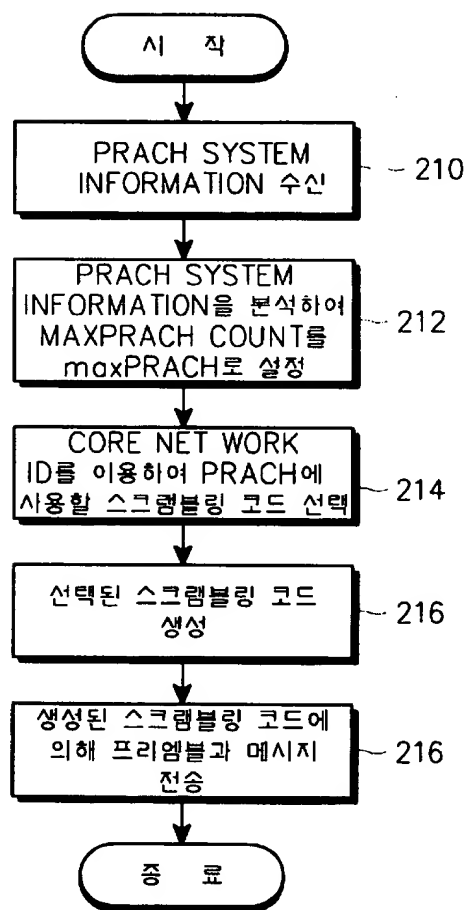 시 작
PRACH SYSTEM
INFORMATION 수신
210
PRACH SYSTEM
INFORMATION을 분석하여
MAXPRACH COUNT를
maxPRACH로 설정
212
CORE NET WORK
ID를 이용하여 PRACH에
사용할 스크램블링 코드 선택
214
선택된 스크램블링 코드
생성
216
생성된 스크램블링 코드에
의해 프리엠블과 메시지
전송
216
종 료